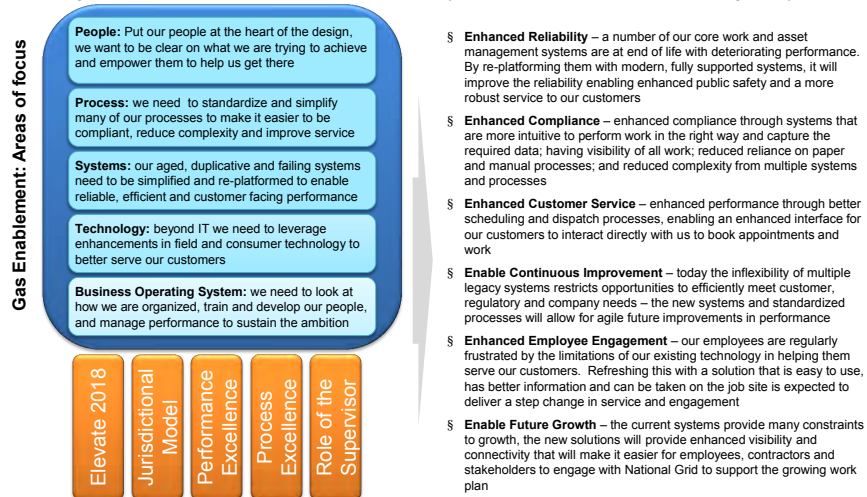 Gas Enablement: Areas of focus
People: Put our people at the heart of the design,
we want to be clear on what we are trying to achieve
and empower them to help us get there
Process: we need to standardize and simplify
many of our processes to make it easier to be
compliant, reduce complexity and improve service
Systems: our aged, duplicative and failing systems
need to be simplified and re-platformed to enable
reliable, efficient and customer facing performance
Technology: beyond IT we need to leverage
enhancements in field and consumer technology to
better serve our customers
Business Operating System: we need to look at
how we are organized, train and develop our people,
and manage performance to sustain the ambition
Elevate 2018
Jurisdictional
Model
Performance
Excellence
Process
Excellence
Role of the
Supervisor
§ Enhanced Reliability – a number of our core work and asset
management systems are at end of life with deteriorating performance.
By re-platforming them with modern, fully supported systems, it will
improve the reliability enabling enhanced public safety and a more
robust service to our customers
§ Enhanced Compliance – enhanced compliance through systems that
are more intuitive to perform work in the right way and capture the
required data; having visibility of all work; reduced reliance on paper
and manual processes; and reduced complexity from multiple systems
and processes
§ Enhanced Customer Service – enhanced performance through better
scheduling and dispatch processes, enabling an enhanced interface for
our customers to interact directly with us to book appointments and
work
§ Enable Continuous Improvement – today the inflexibility of multiple
legacy systems restricts opportunities to efficiently meet customer,
regulatory and company needs – the new systems and standardized
processes will allow for agile future improvements in performance
§ Enhanced Employee Engagement – our employees are regularly
frustrated by the limitations of our existing technology in helping them
serve our customers. Refreshing this with a solution that is easy to use,
has better information and can be taken on the job site is expected to
deliver a step change in service and engagement
§ Enable Future Growth – the current systems provide many constraints
to growth, the new solutions will provide enhanced visibility and
connectivity that will make it easier for employees, contractors and
stakeholders to engage with National Grid to support the growing work
plan